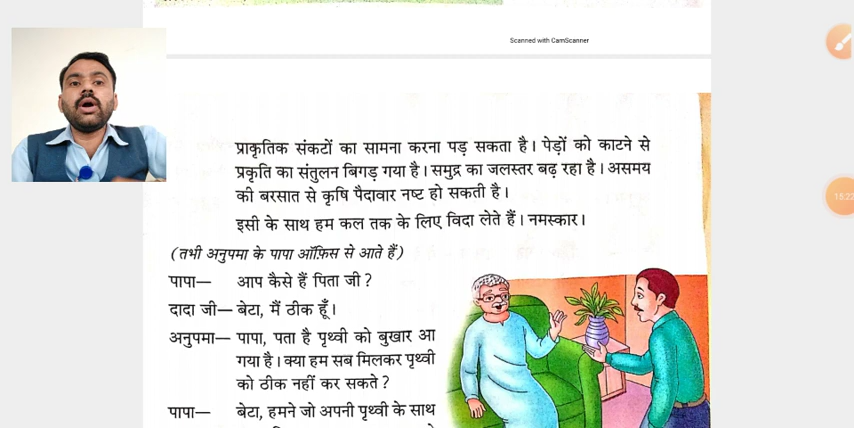 Scanned with CamScanner
प्राकृतिक संकटों का सामना करना पड़ सकता है। पेड़ों को काटने से
प्रकृति का संतुलन बिगड़ गया है। समुद्र का जलस्तर बढ़ रहा है। असमय
की बरसात से कृषि पैदावार नष्ट हो सकती है।
इसी के साथ हम कल तक के लिए विदा लेते हैं। नमस्कार।
(तभी अनुपमा के पापा ऑफ़िस से आते हैं)
पापा— आप कैसे हैं पिता जी ?
दादा जी— बेटा, मैं ठीक हूँ।
अनुपमा— पापा, पता है पृथ्वी को बुखार आ
गया है। क्या हम सब मिलकर पृथ्वी
को ठीक नहीं कर सकते ?
पापा— बेटा, हमने जो अपनी पृथ्वी के साथ